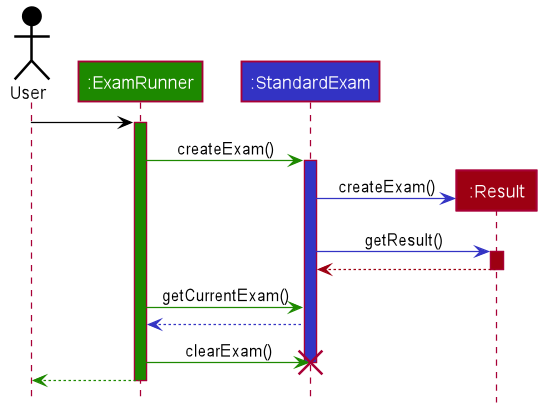 User
:ExamRunner
:StandardExam
createExam()
createExam()
:Result
getResult()
getCurrentExam()
clearExam()